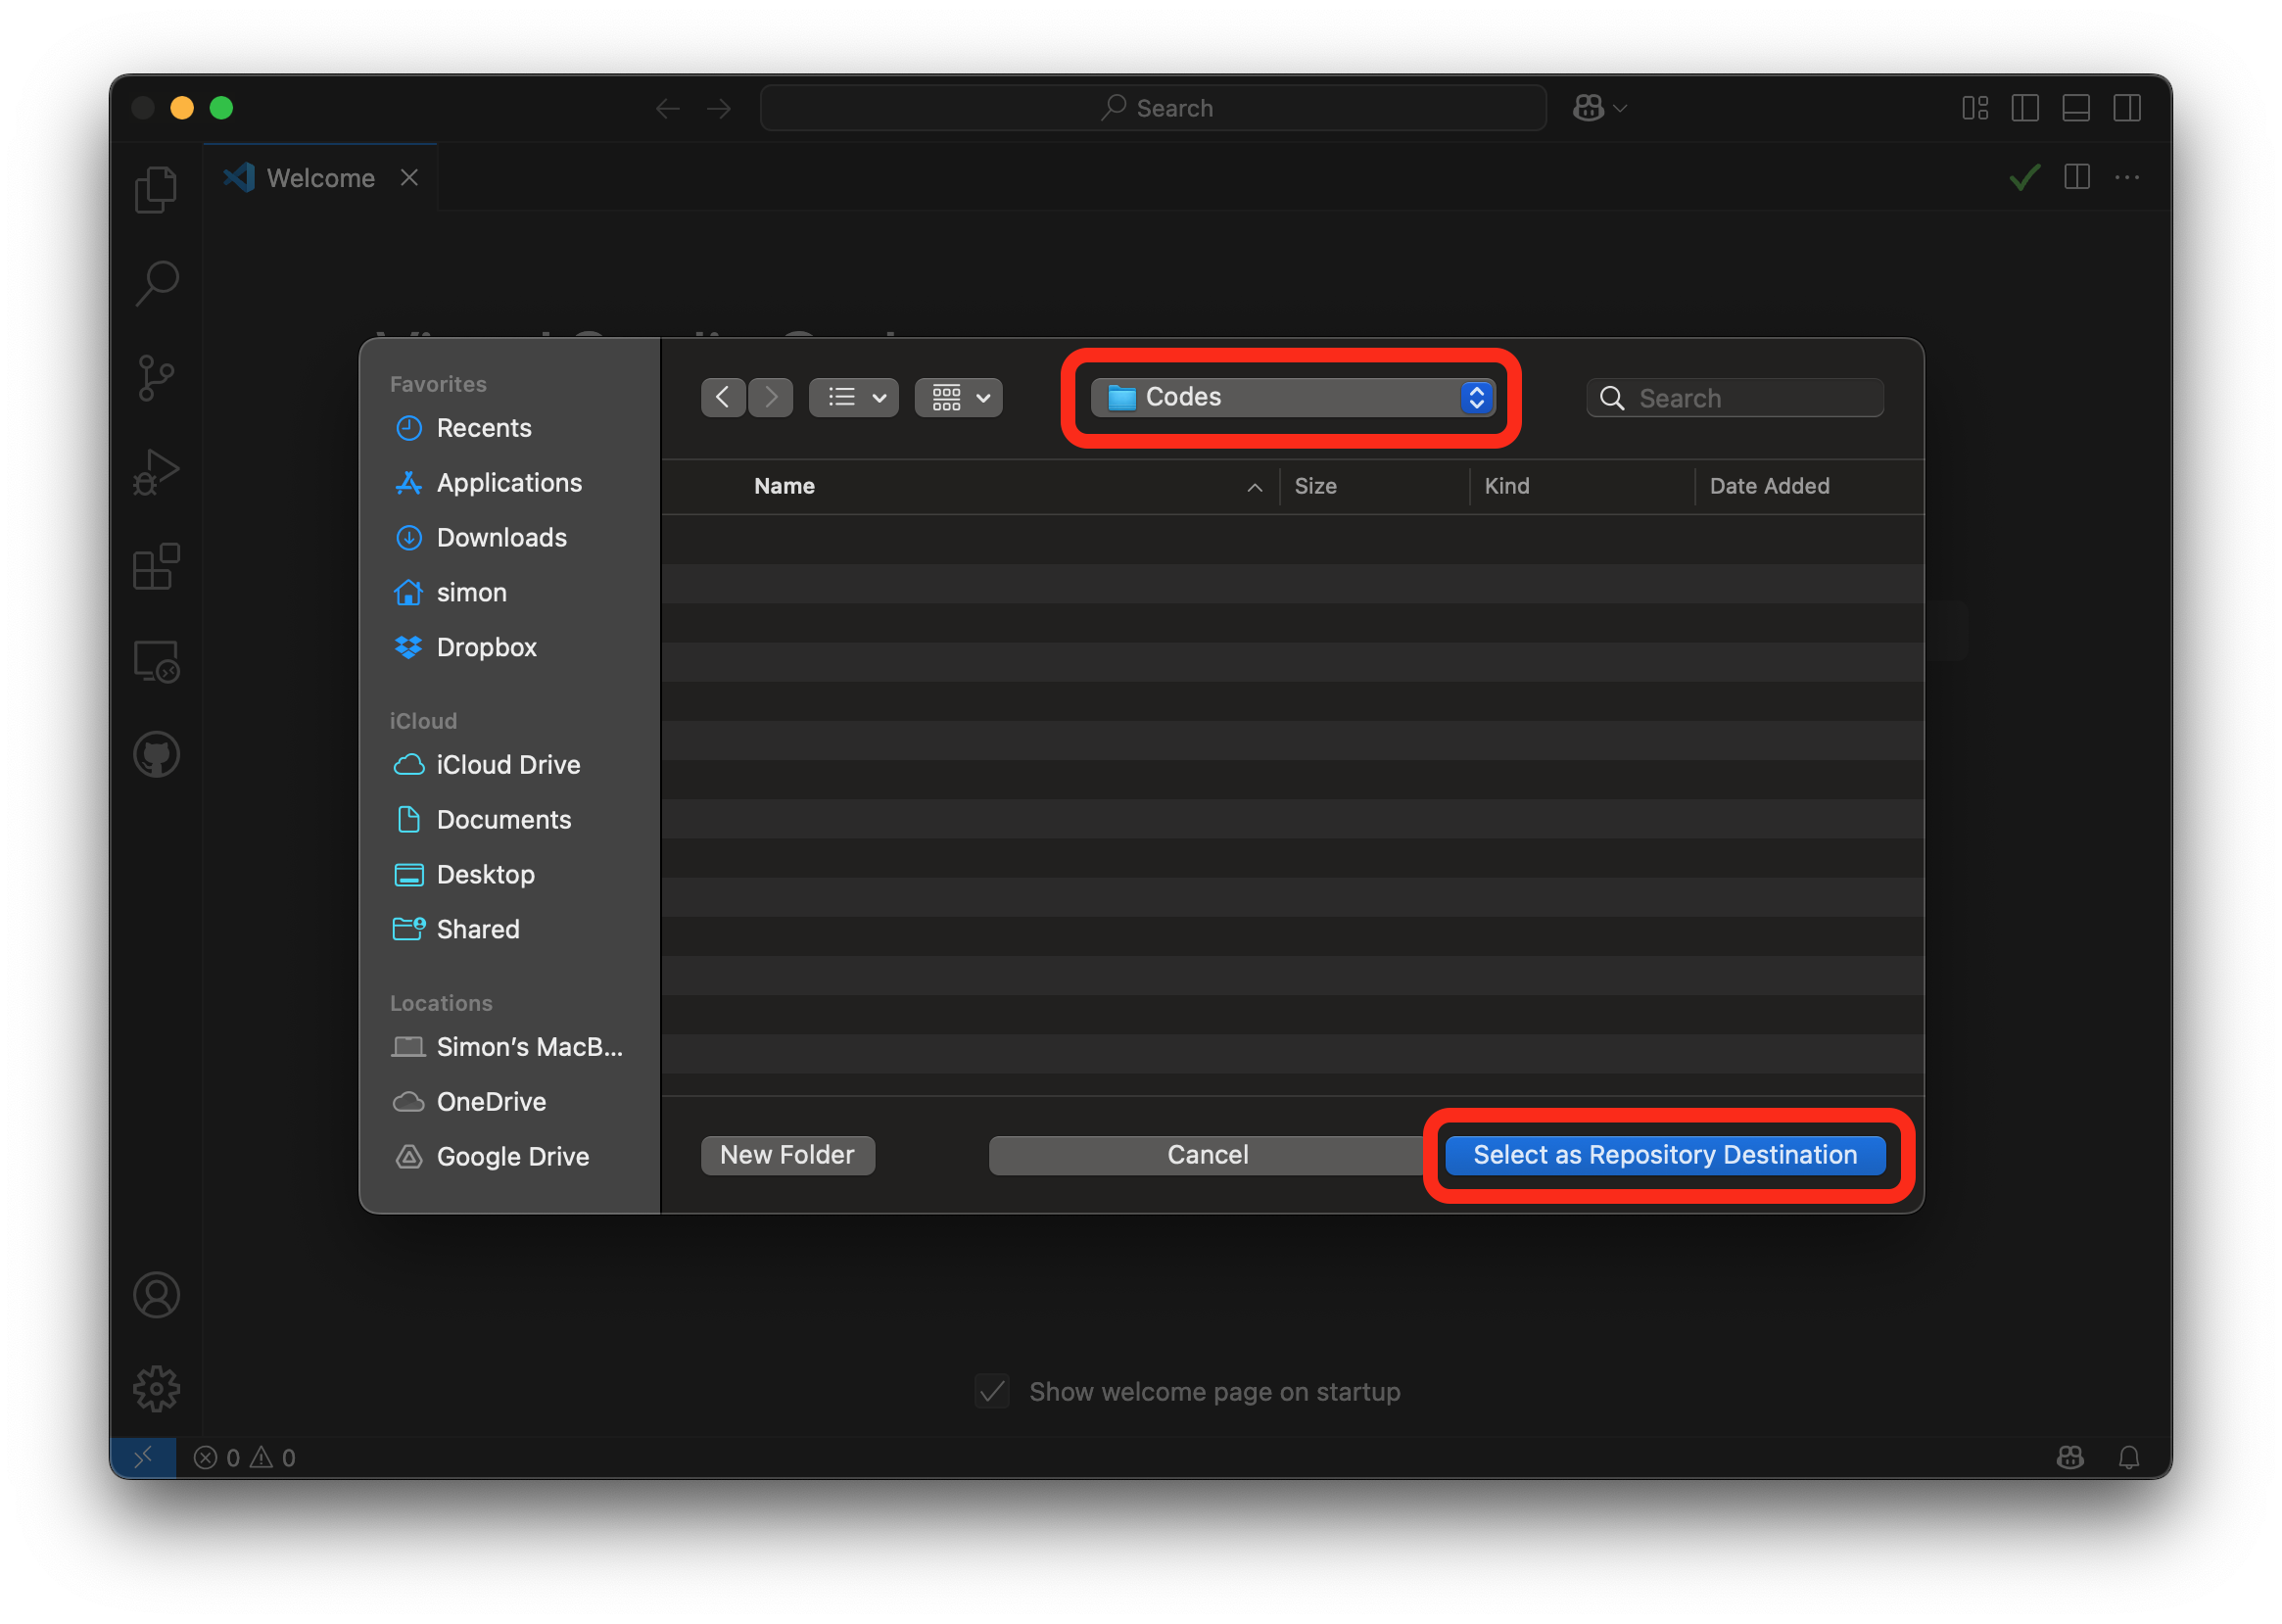 Search
Welcome
Favorites
Recents
Applications
Downloads
simon
Dropbox
iCloud
iCloud Drive
Documents
Desktop
Shared
Locations
Simon’s MacB...
OneDrive
Google Drive
Codes
Search
Name Size Kind Date Added
New Folder Cancel Select as Repository Destination
Show welcome page on startup
0 0